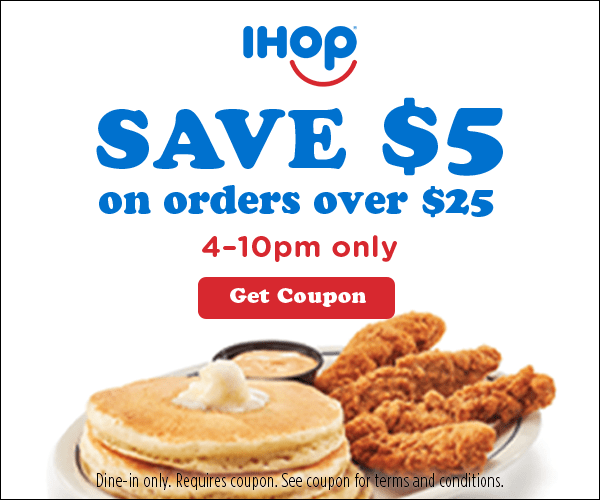 IHOP
SAVE $5
on orders over $25
4–10pm only
Get Coupon
Dine-in only. Requires coupon. See coupon for terms and conditions.